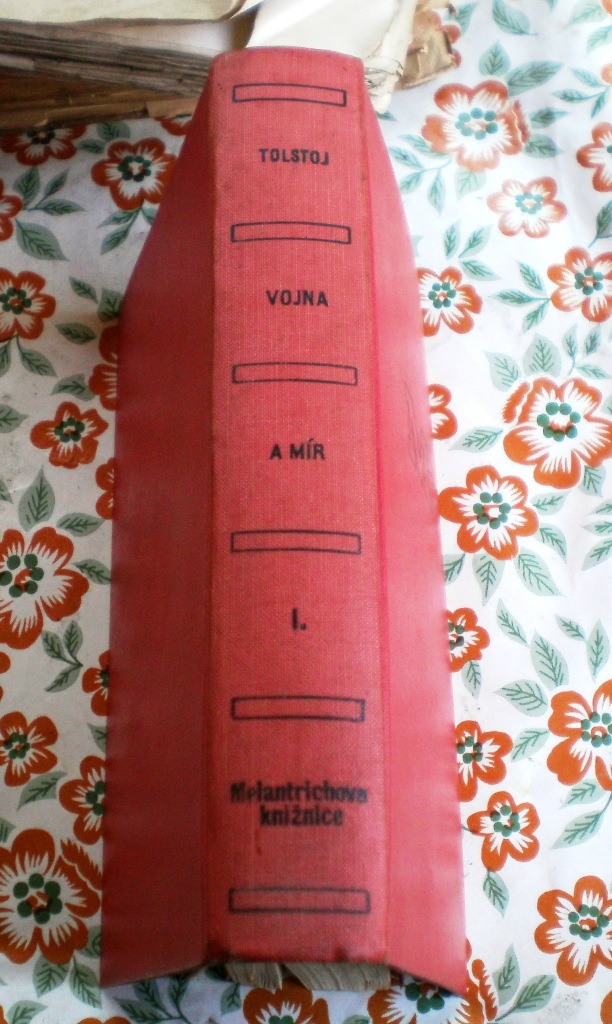 TOLSTOJ
VOJNA
A MÍR
I.
Melantrichova
knižnice